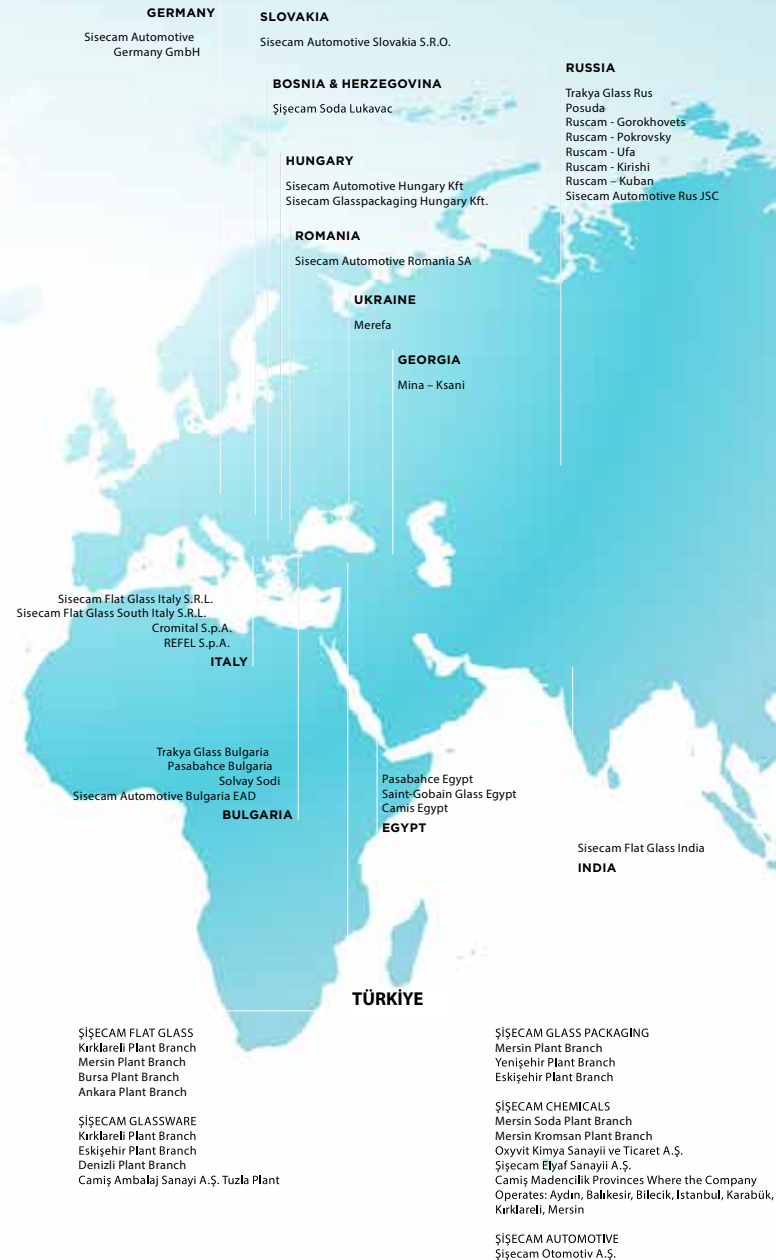 GERMANY
Sisecam Automotive
Germany GmbH
SLOVAKIA
Sisecam Automotive Slovakia S.R.O.
BOSNIA & HERZEGOVINA
Şişecam Soda Lukavac
HUNGARY
Sisecam Automotive Hungary Kft
Sisecam Glasspackaging Hungary Kft.
ROMANIA
Sisecam Automotive Romania SA
UKRAINE
Merefa
GEORGIA
Mina – Ksani
RUSSIA
Trakya Glass Rus
Posuda
Ruscam - Gorokhovets
Ruscam - Pokrovsky
Ruscam - Ufa
Ruscam - Kirishi
Ruscam – Kuban
Sisecam Automotive Rus JSC
Sisecam Flat Glass Italy S.R.L.
Sisecam Flat Glass South Italy S.R.L.
Cromital S.p.A.
REFEL S.p.A.
ITALY
Trakya Glass Bulgaria
Pasabahce Bulgaria
Solvay Sodi
Sisecam Automotive Bulgaria EAD
BULGARIA
Pasabahce Egypt
Saint-Gobain Glass Egypt
Camis Egypt
EGYPT
Sisecam Flat Glass India
INDIA
TÜRKİYE
ŞİŞECAM FLAT GLASS
Kırklareli Plant Branch
Mersin Plant Branch
Bursa Plant Branch
Ankara Plant Branch
ŞİŞECAM GLASSWARE
Kırklareli Plant Branch
Eskişehir Plant Branch
Denizli Plant Branch
Camiş Ambalaj Sanayi A.Ş. Tuzla Plant
ŞİŞECAM GLASS PACKAGING
Mersin Plant Branch
Yenişehir Plant Branch
Eskişehir Plant Branch
ŞİŞECAM CHEMICALS
Mersin Soda Plant Branch
Mersin Kromsan Plant Branch
Oxyvit Kimya Sanayii ve Ticaret A.Ş.
Şişecam Elyaf Sanayii A.Ş.
Camiş Madencilik Provinces Where the Company
Operates: Aydın, Balıkesir, Bilecik, Istanbul, Karabük,
Kırklareli, Mersin
ŞİŞECAM AUTOMOTIVE
Şişecam Otomotiv A.Ş.